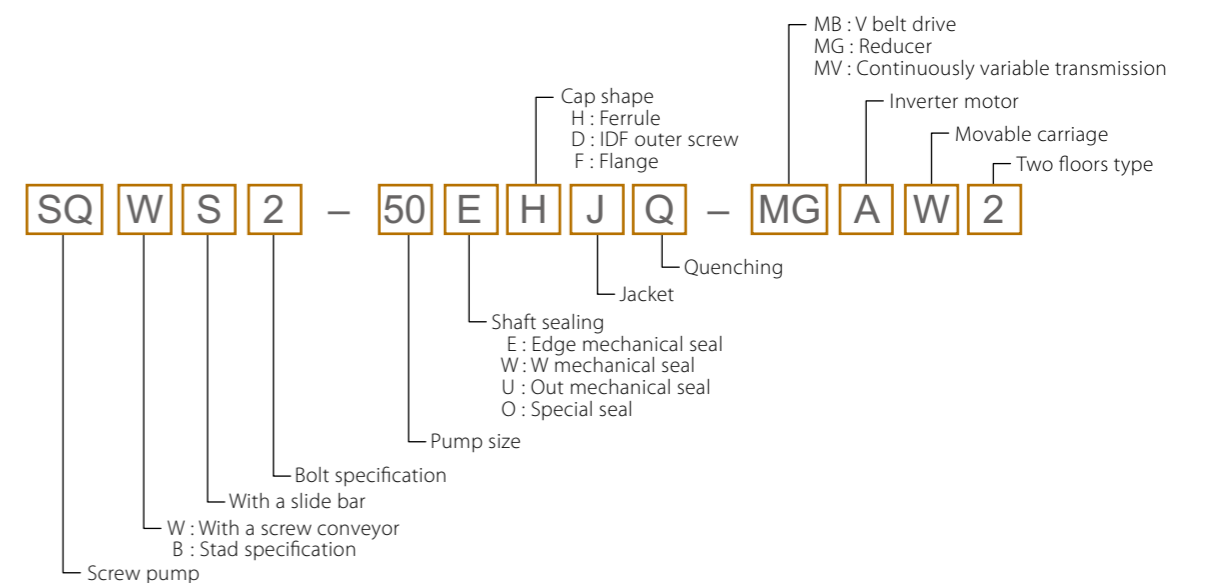 MB : V belt drive
MG : Reducer
MV : Continuously variable transmission
Cap shape
H : Ferrule
D : IDF outer screw
F : Flange
Inverter motor
Movable carriage
Two floors type
SQ W S 2 – 50 E H J Q – MG A W 2
Quenching
Jacket
Shaft sealing
E : Edge mechanical seal
W : W mechanical seal
U : Out mechanical seal
O : Special seal
Pump size
Bolt specification
With a slide bar
W : With a screw conveyor
B : Stad specification
Screw pump